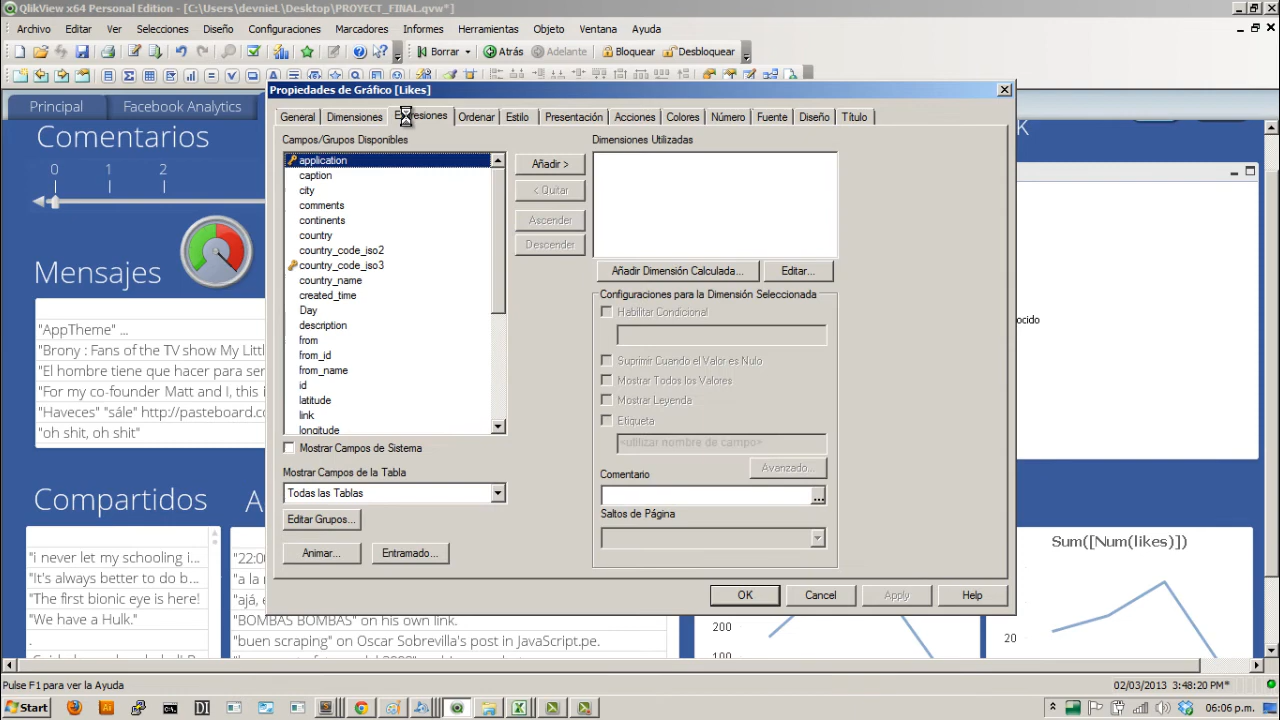 QlikView x64 Personal Edition - [C:\Users\devnieL\Desktop\PROYECT_FINAL.qvw*]
Archivo Editar Ver Selecciones Diseño Configuraciones Marcadores Informes Herramientas Objeto Ventana Ayuda
Borrar Atrás Adelante Bloquear Desbloquear
Principal Facebook Analytics
Comentarios
0 1 2
Mensajes
"AppTheme" ...
"Brony : Fans of the TV show My Littl
"El hombre tiene que hacer para ser
"For my co-founder Matt and I, this i
"Haveces" "sále" http://pasteboard.co
"oh shit, oh shit"
Compartidos
"i never let my schooling i...
"It's always better to do b...
"The first bionic eye is here!
"We have a Hulk."
.
A
"22:00
"a la r
"ajá, e
"BOMBAS BOMBAS" on his own link.
"buen scraping" on Oscar Sobrevilla's post in JavaScript.pe.
K
ocido
Propiedades de Gráfico [Likes]
General Dimensiones Expresiones Ordenar Estilo Presentación Acciones Colores Número Fuente Diseño Título
Campos/Grupos Disponibles
application
caption
city
comments
continents
country
country_code_iso2
country_code_iso3
country_name
created_time
Day
description
from
from_id
from_name
id
latitude
link
longitude
Mostrar Campos de Sistema
Mostrar Campos de la Tabla
Todas las Tablas
Editar Grupos...
Animar... Entramado...
Añadir >
< Quitar
Ascender
Descender
Dimensiones Utilizadas
Añadir Dimensión Calculada... Editar...
Configuraciones para la Dimensión Seleccionada
Habilitar Condicional
Suprimir Cuando el Valor es Nulo
Mostrar Todos los Valores
Mostrar Leyenda
Etiqueta
<utilizar nombre de campo>
Avanzado...
Comentario
...
Saltos de Página
OK Cancel Apply Help
200
100
Sum([Num(likes)])
20
Pulse F1 para ver la Ayuda
02/03/2013 3:48:20 PM*
Start
DI
06:06 p.m.